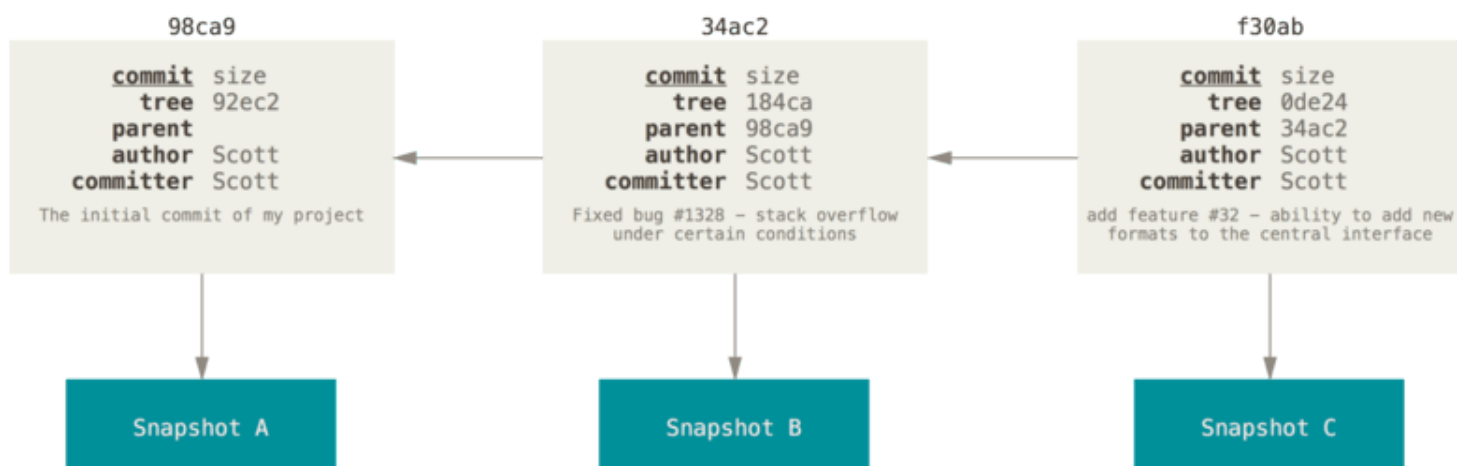 98ca9
commit size
tree 92ec2
parent
author Scott
committer Scott
The initial commit of my project
Snapshot A
34ac2
commit size
tree 184ca
parent 98ca9
author Scott
committer Scott
Fixed bug #1328 – stack overflow
under certain conditions
Snapshot B
f30ab
commit size
tree 0de24
parent 34ac2
author Scott
committer Scott
add feature #32 – ability to add new
formats to the central interface
Snapshot C